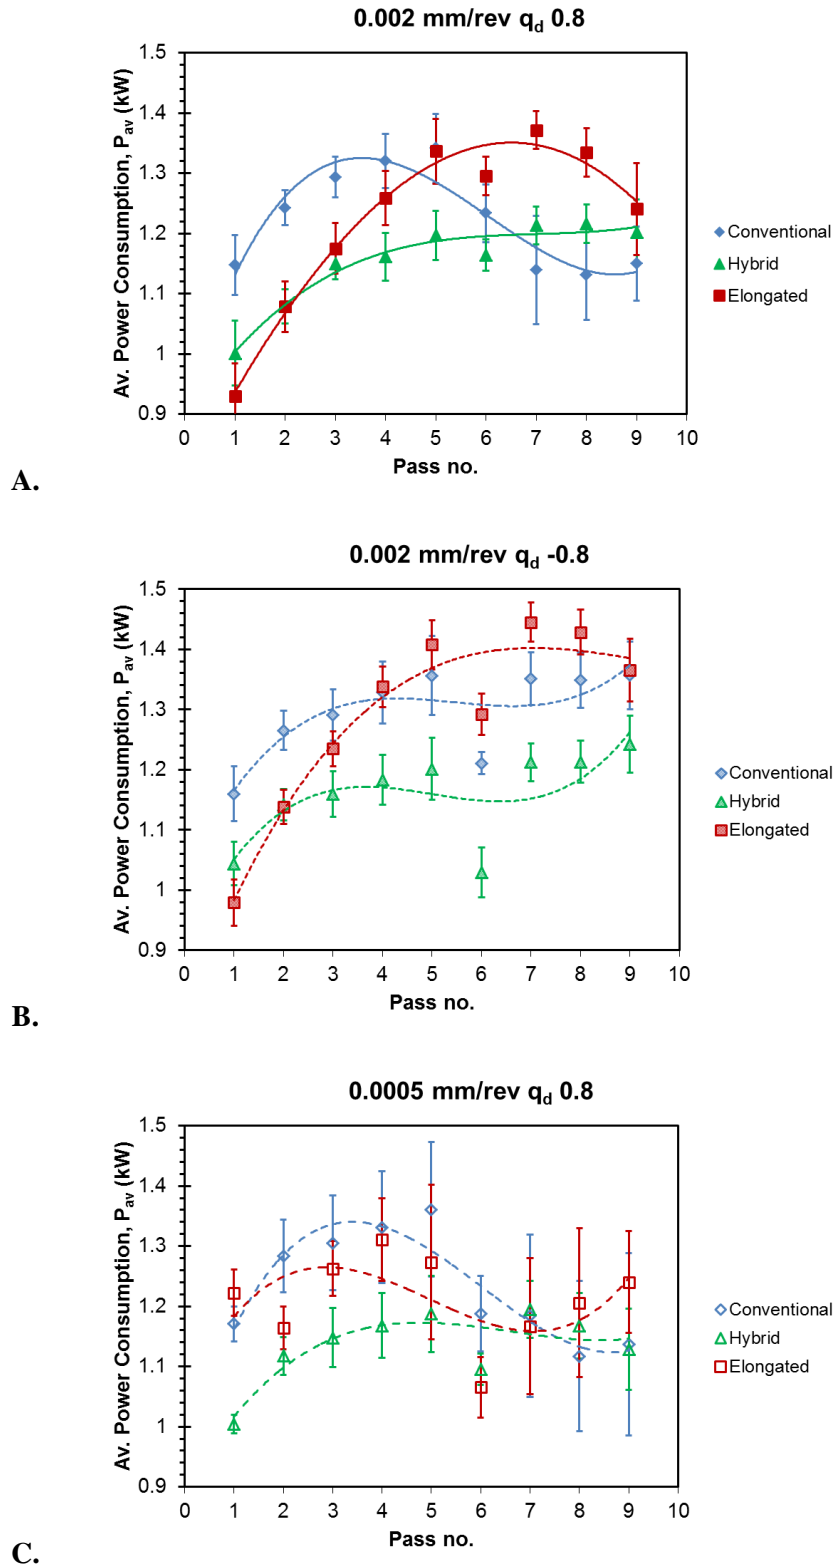 0.002 mm/rev qd 0.8
1.5
1.4
1.3
1.2
1.1
1
0.9
Av. Power Consumption, Pav (kW)
0 1 2 3 4 5 6 7 8 9 10
Pass no.
Conventional
Hybrid
Elongated
A.
0.002 mm/rev qd -0.8
1.5
1.4
1.3
1.2
1.1
1
0.9
Av. Power Consumption, Pav (kW)
0 1 2 3 4 5 6 7 8 9 10
Pass no.
Conventional
Hybrid
Elongated
B.
0.0005 mm/rev qd 0.8
1.5
1.4
1.3
1.2
1.1
1
0.9
Av. Power Consumption, Pav (kW)
0 1 2 3 4 5 6 7 8 9 10
Pass no.
Conventional
Hybrid
Elongated
C.